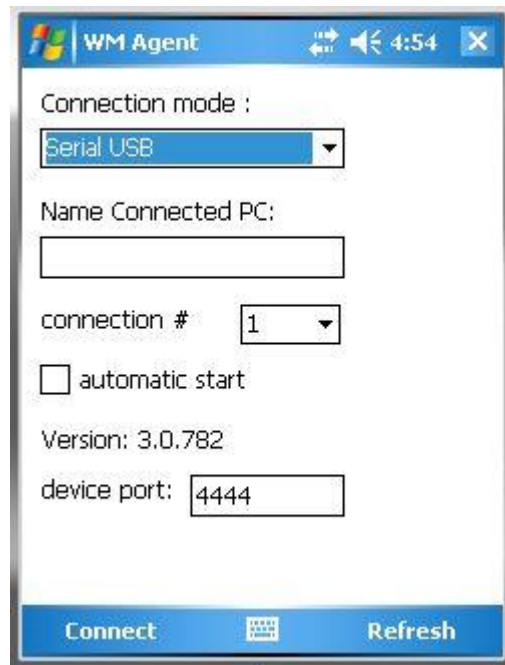 WM Agent 4:54
Connection mode :
Serial USB
Name Connected PC:
connection # 1
automatic start
Version: 3.0.782
device port: 4444
Connect Refresh